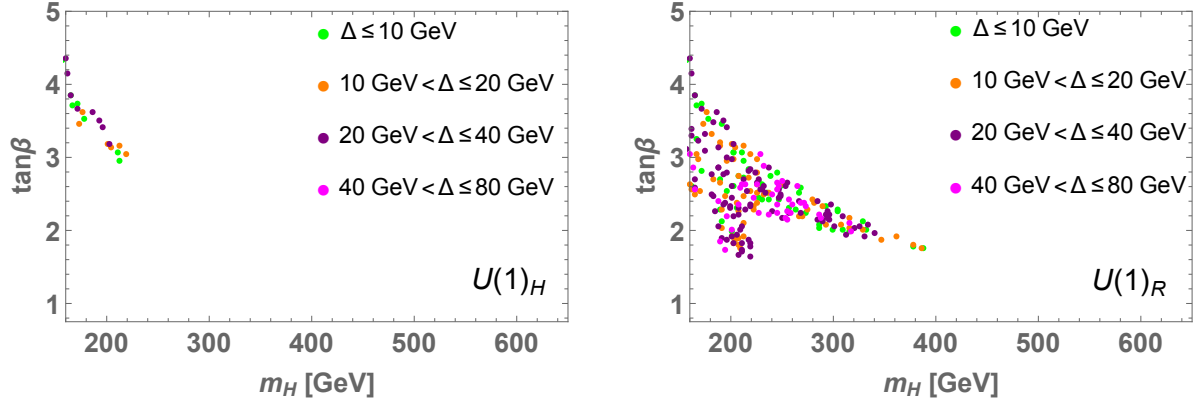 5
4
3
2
1
tanβ
Δ ≤ 10 GeV
10 GeV < Δ ≤ 20 GeV
20 GeV < Δ ≤ 40 GeV
40 GeV < Δ ≤ 80 GeV
U(1)H
200 300 400 500 600
mH [GeV]
5
4
3
2
1
tanβ
Δ ≤ 10 GeV
10 GeV < Δ ≤ 20 GeV
20 GeV < Δ ≤ 40 GeV
40 GeV < Δ ≤ 80 GeV
U(1)R
200 300 400 500 600
mH [GeV]